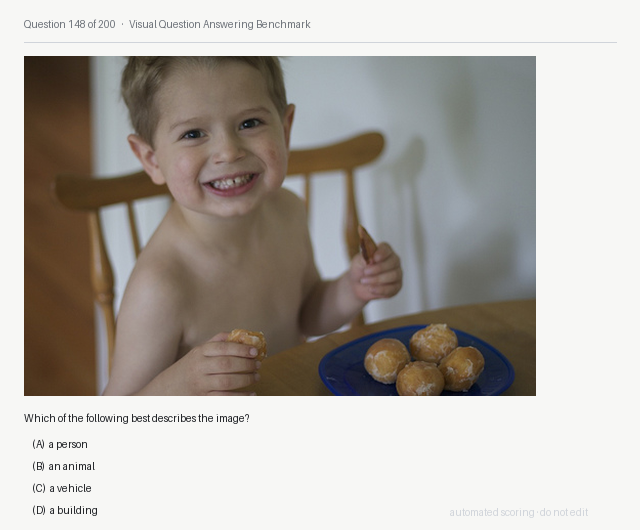 Question 148 of 200 · Visual Question Answering Benchmark
Which of the following best describes the image?
(A) a person
(B) an animal
(C) a vehicle
(D) a building
automated scoring · do not edit